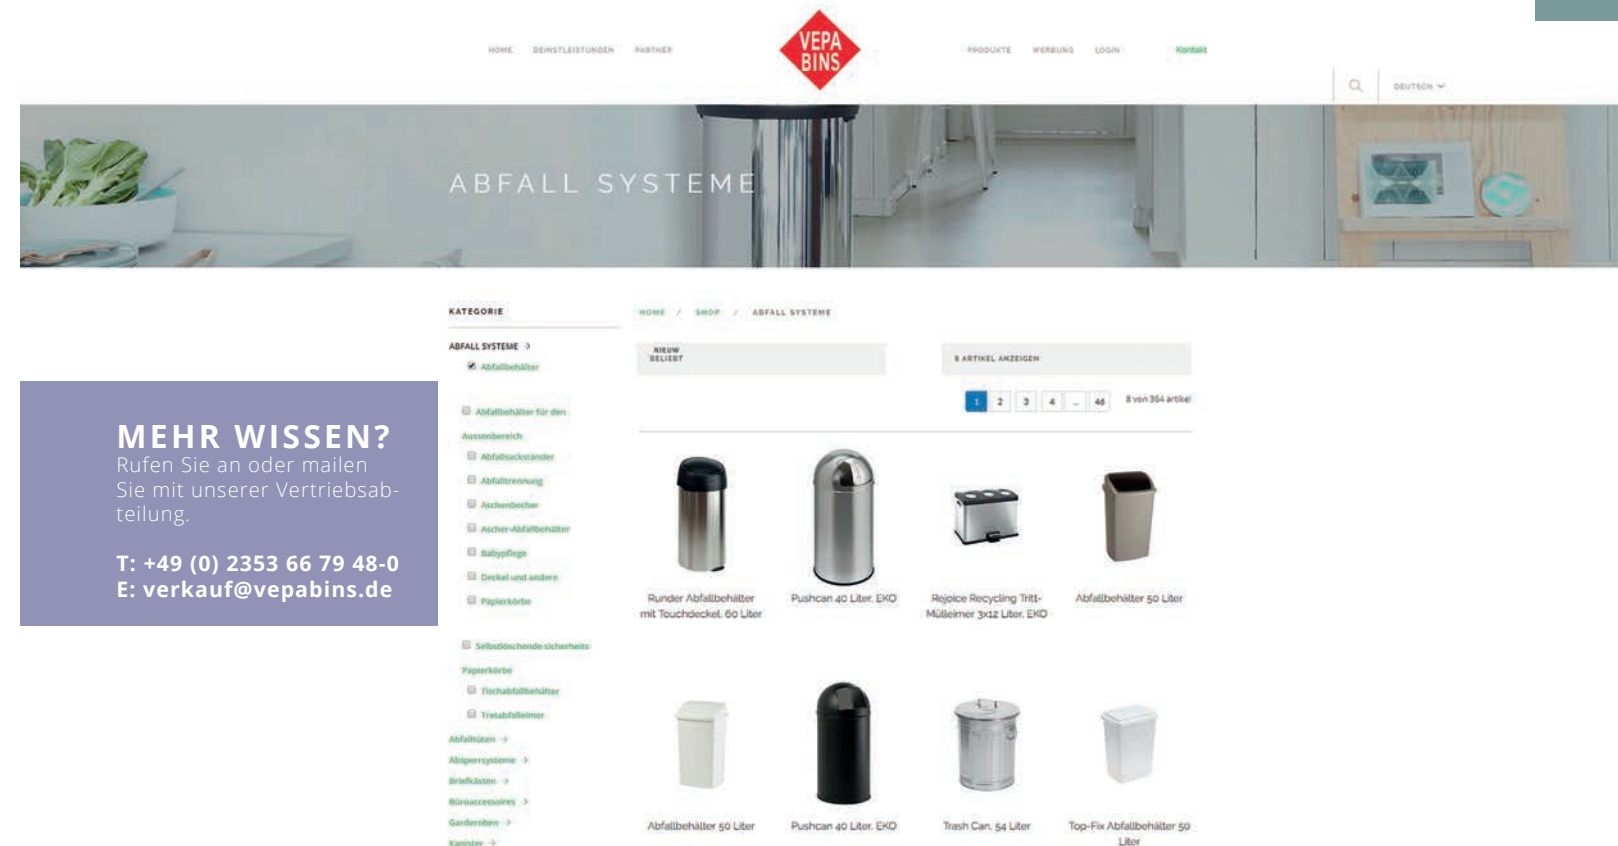 HOME DEINSTLEISTUNGEN PARTNER
VEPA
BINS
PRODUKTE WERBUNG LOGIN Kontakt
DEUTSCH
ABFALL SYSTEME
KATEGORIE
HOME / SHOP / ABFALL SYSTEME
ABFALL SYSTEME
Abfallbehälter
Abfallbehälter für den
Aussenbereich
Abfallsackständer
Abfalltrennung
Aschenbecher
Ascher-Abfallbehälter
Babypflege
Deckel und andere
Papierkörbe
Selbstlöschende sicherheits
Papierkörbe
Tischabfallbehälter
Tretabfalleimer
Abfalltüten
Absperrsysteme
Briefkästen
Büroaccessoires
Garderoben
Kanister
NIEUW
BELIEBT
8 ARTIKEL ANZEIGEN
1 2 3 4 ... 46 8 von 364 artikel
MEHR WISSEN?
Rufen Sie an oder mailen
Sie mit unserer Vertriebsab-
teilung.
T: +49 (0) 2353 66 79 48-0
E: verkauf@vepabins.de
Runder Abfallbehälter
mit Touchdeckel, 60 Liter
Pushcan 40 Liter, EKO
Rejoice Recycling Tritt-
Mülleimer 3x12 Liter, EKO
Abfallbehälter 50 Liter
Abfallbehälter 50 Liter
Pushcan 40 Liter, EKO
Trash Can, 54 Liter
Top-Fix Abfallbehälter 50
Liter